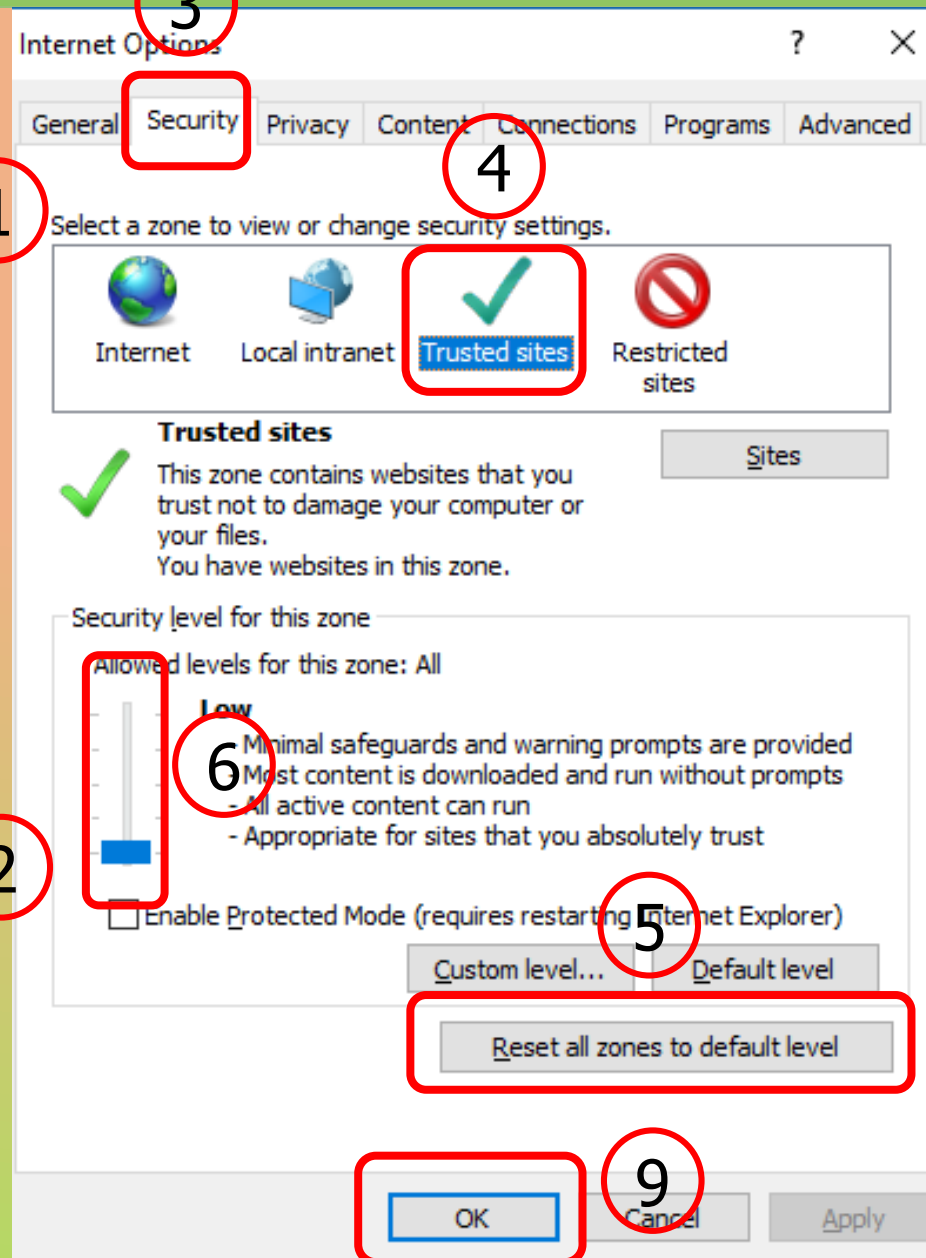 3
Internet Options
?
General Security Privacy Content Connections Programs Advanced
4
1
Select a zone to view or change security settings.
Internet Local intranet Trusted sites Restricted sites
Trusted sites
Sites
This zone contains websites that you
trust not to damage your computer or
your files.
You have websites in this zone.
Security level for this zone
Allowed levels for this zone: All
Low
6
- Minimal safeguards and warning prompts are provided
- Most content is downloaded and run without prompts
- All active content can run
- Appropriate for sites that you absolutely trust
2
Enable Protected Mode (requires restarting Internet Explorer)
5
Custom level... Default level
Reset all zones to default level
9
OK Cancel Apply